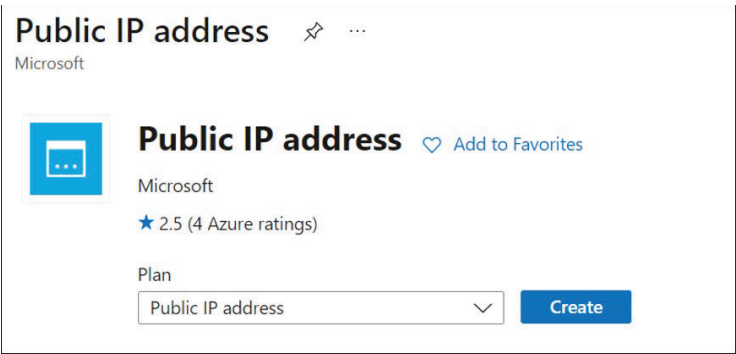 Public IP address
Microsoft
Public IP address Add to Favorites
Microsoft
2.5 (4 Azure ratings)
Plan
Public IP address Create